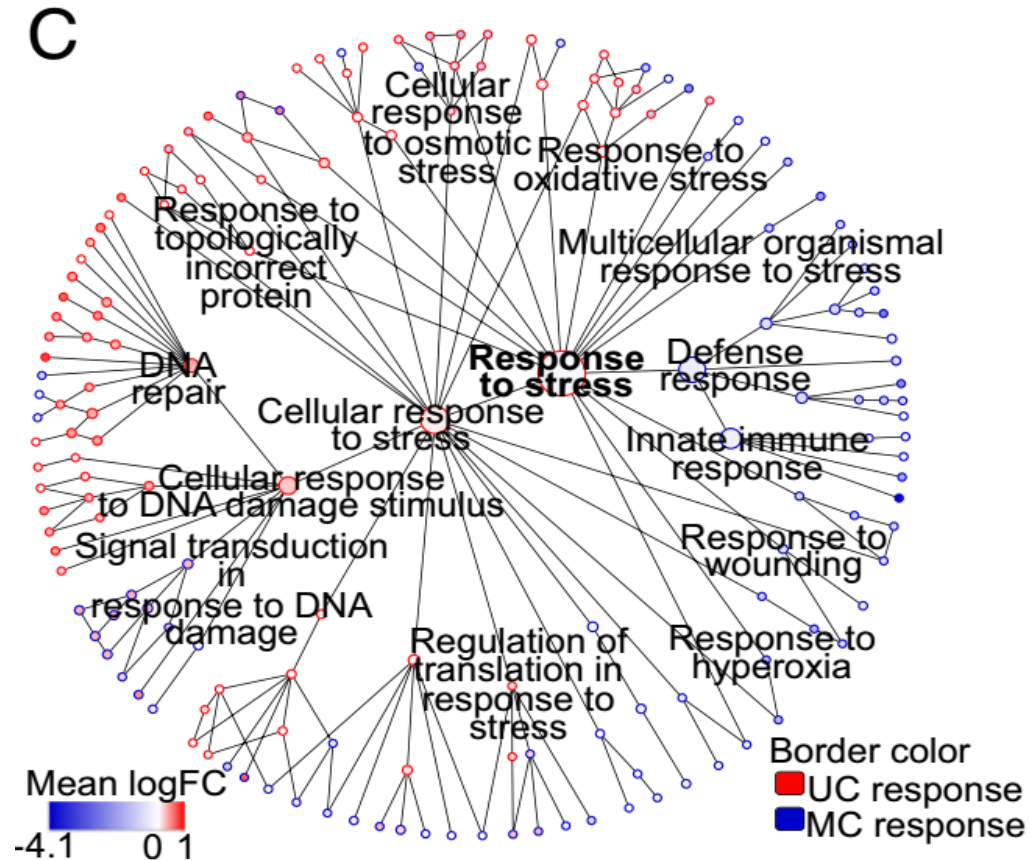 C
Cellular
response
to osmotic
stress
Response to
oxidative stress
Response to
topologically
incorrect
protein
Multicellular organismal
response to stress
DNA
repair
Response
to stress
Defense
response
Cellular response
to stress
Innate immune
response
Cellular response
to DNA damage stimulus
Signal transduction
in
response to DNA
damage
Response to
wounding
Regulation of
translation in
response to
stress
Response to
hyperoxia
Mean logFC
-4.1 0 1
Border color
UC response
MC response